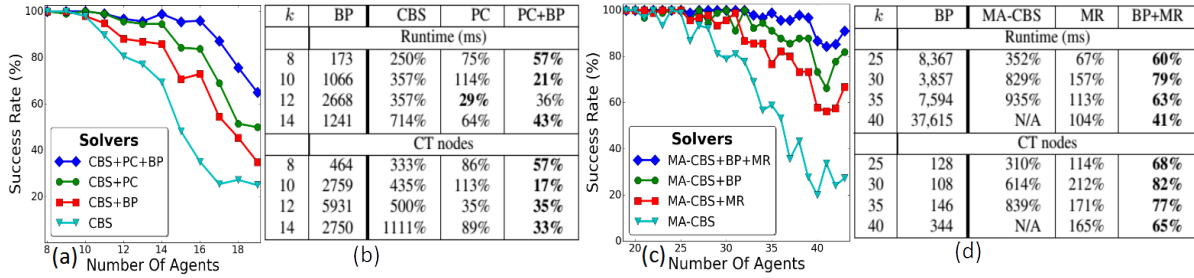 100
80
60
40
20
Success Rate (%)
Solvers
CBS+PC+BP
CBS+PC
CBS+BP
CBS
8 10 12 14 16 18
(a) Number Of Agents
k BP CBS PC PC+BP
Runtime (ms)
8 173 250% 75% 57%
10 1066 357% 114% 21%
12 2668 357% 29% 36%
14 1241 714% 64% 43%
CT nodes
8 464 333% 86% 57%
10 2759 435% 113% 17%
12 5931 500% 35% 35%
14 2750 1111% 89% 33%
(b)
100
80
60
40
20
Success Rate (%)
Solvers
MA-CBS+BP+MR
MA-CBS+BP
MA-CBS+MR
MA-CBS
20 25 30 35 40
(c) Number Of Agents
k BP MA-CBS MR BP+MR
Runtime (ms)
25 8,367 352% 67% 60%
30 3,857 829% 157% 79%
35 7,594 935% 113% 63%
40 37,615 N/A 104% 41%
CT nodes
25 128 310% 114% 68%
30 108 614% 212% 82%
35 146 839% 171% 77%
40 344 N/A 165% 65%
(d)